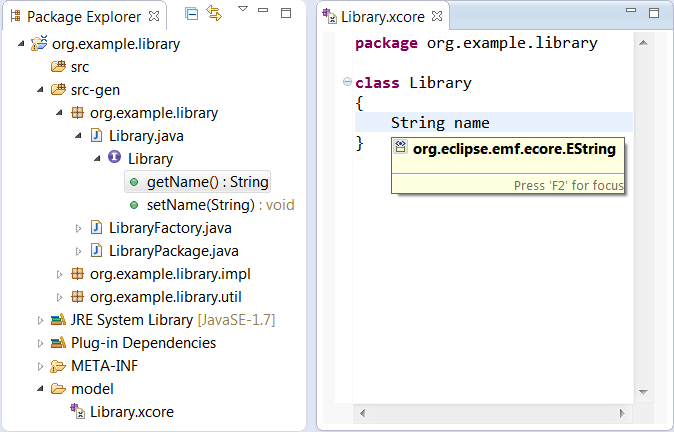 Package Explorer
org.example.library
src
src-gen
org.example.library
Library.java
Library
getName() : String
setName(String) : void
LibraryFactory.java
LibraryPackage.java
org.example.library.impl
org.example.library.util
JRE System Library [JavaSE-1.7]
Plug-in Dependencies
META-INF
model
Library.xcore
Library.xcore
package org.example.library
class Library
{
String name
}
org.eclipse.emf.ecore.EString
Press 'F2' for focus